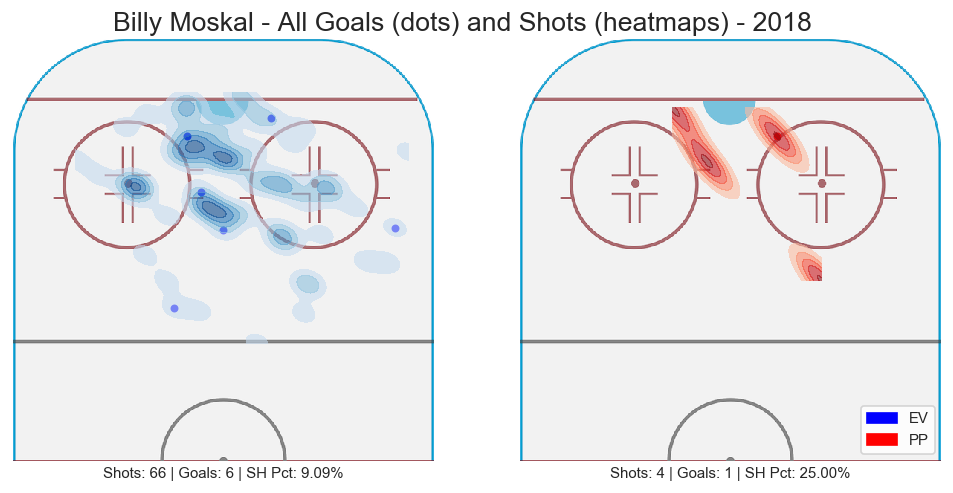 Billy Moskal - All Goals (dots) and Shots (heatmaps) - 2018
EV
PP
Shots: 66 | Goals: 6 | SH Pct: 9.09%
Shots: 4 | Goals: 1 | SH Pct: 25.00%